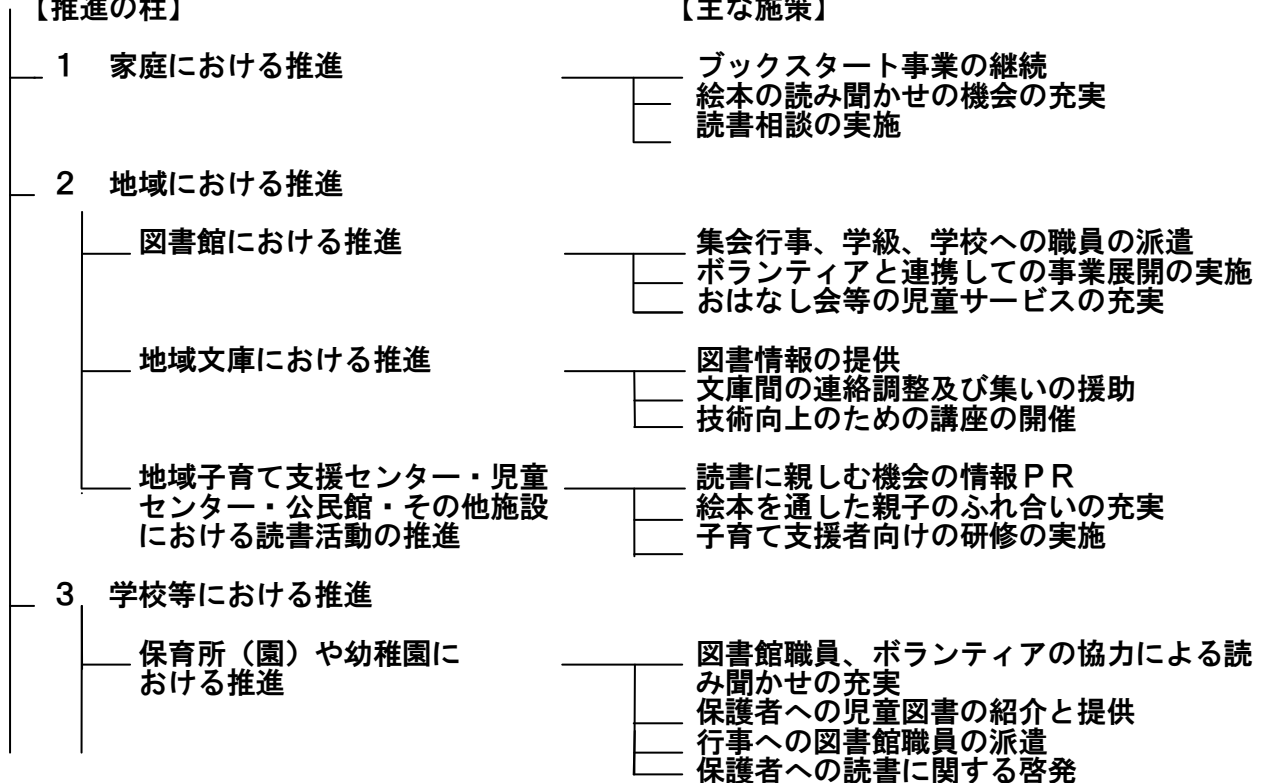 【推進の柱】 【主な施策】
1 家庭における推進 ブックスタート事業の継続
絵本の読み聞かせの機会の充実
読書相談の実施
2 地域における推進
図書館における推進 集会行事、学級、学校への職員の派遣
ボランティアと連携しての事業展開の実施
おはなし会等の児童サービスの充実
地域文庫における推進 図書情報の提供
文庫間の連絡調整及び集いの援助
技術向上のための講座の開催
地域子育て支援センター・児童 読書に親しむ機会の情報PR
センター・公民館・その他施設 絵本を通した親子のふれ合いの充実
における読書活動の推進 子育て支援者向けの研修の実施
3 学校等における推進
保育所(園)や幼稚園に 図書館職員、ボランティアの協力による読
おける推進 み聞かせの充実
保護者への児童図書の紹介と提供
行事への図書館職員の派遣
保護者への読書に関する啓発